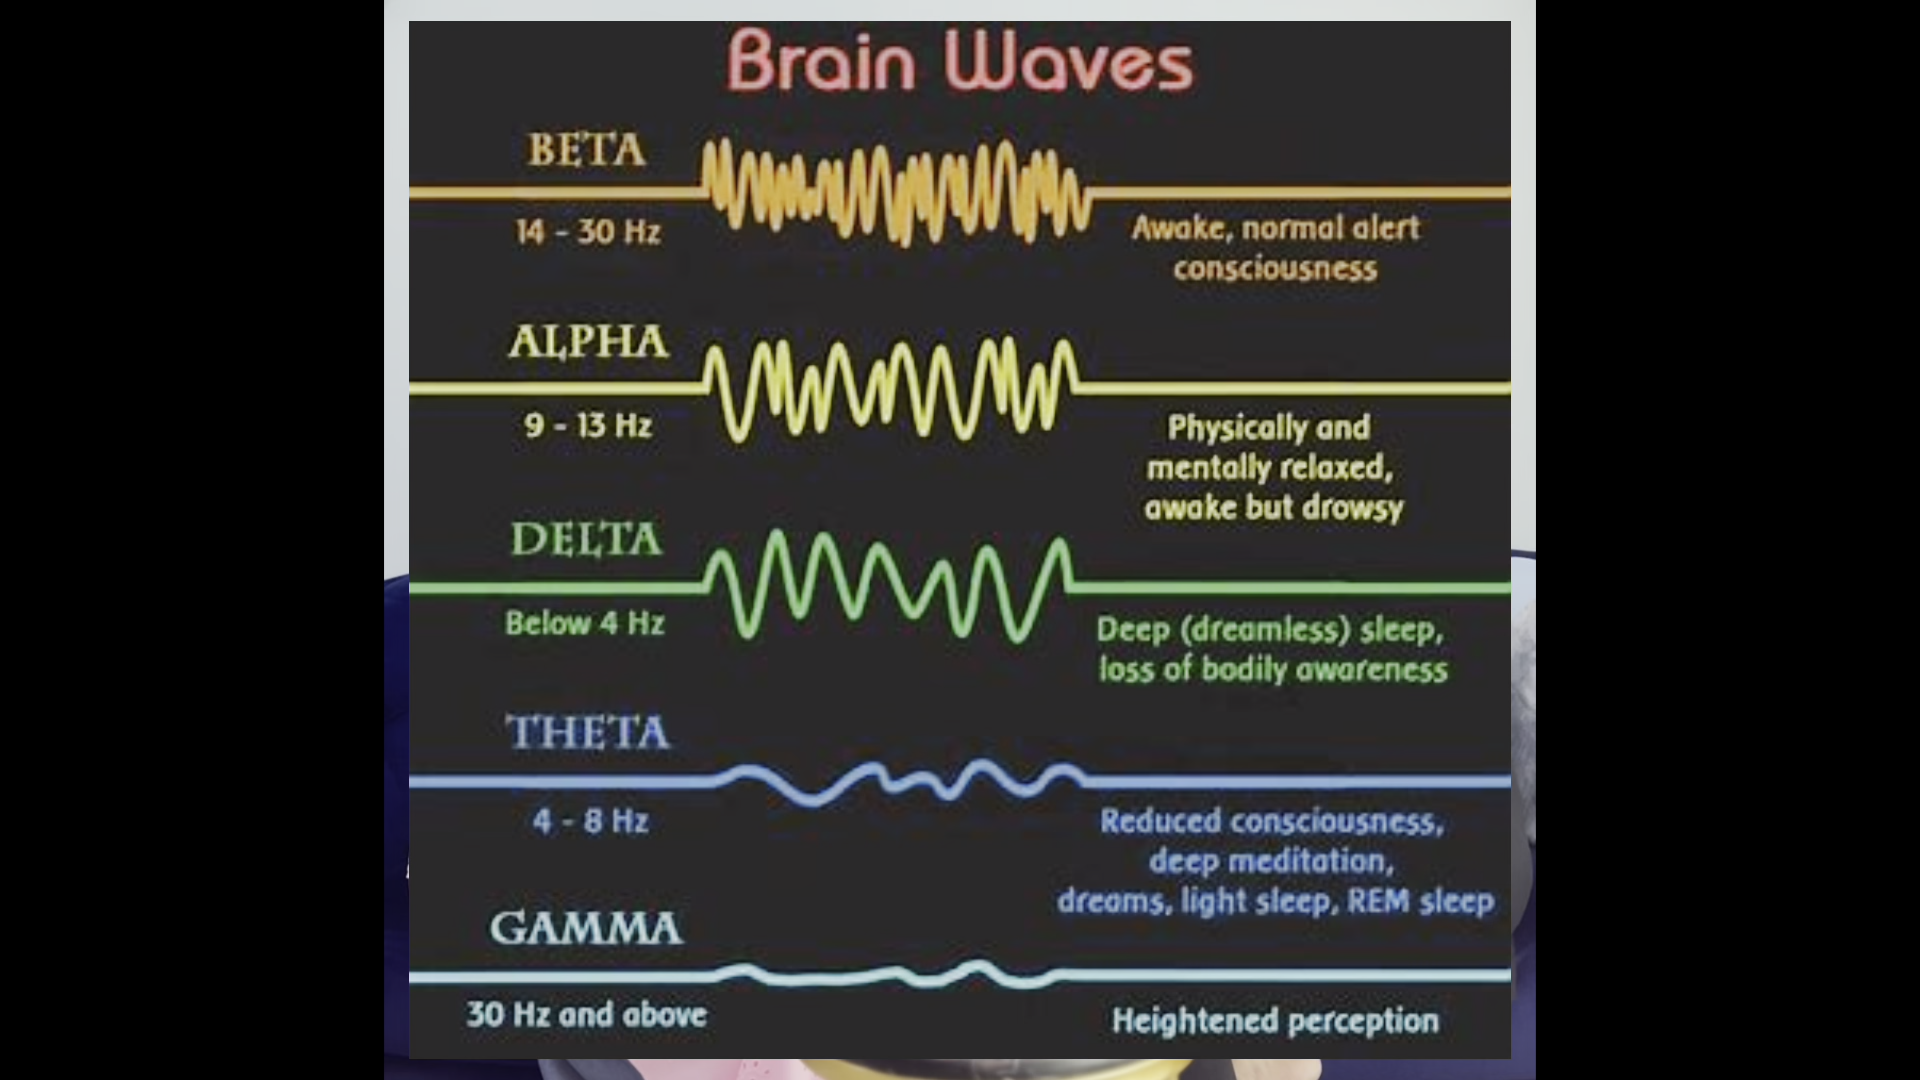 Brain Waves
BETA
14 - 30 Hz
Awake, normal alert
consciousness
ALPHA
9 - 13 Hz
Physically and
mentally relaxed,
awake but drowsy
DELTA
Below 4 Hz
Deep (dreamless) sleep,
loss of bodily awareness
THETA
4 - 8 Hz
Reduced consciousness,
deep meditation,
dreams, light sleep, REM sleep
GAMMA
30 Hz and above
Heightened perception